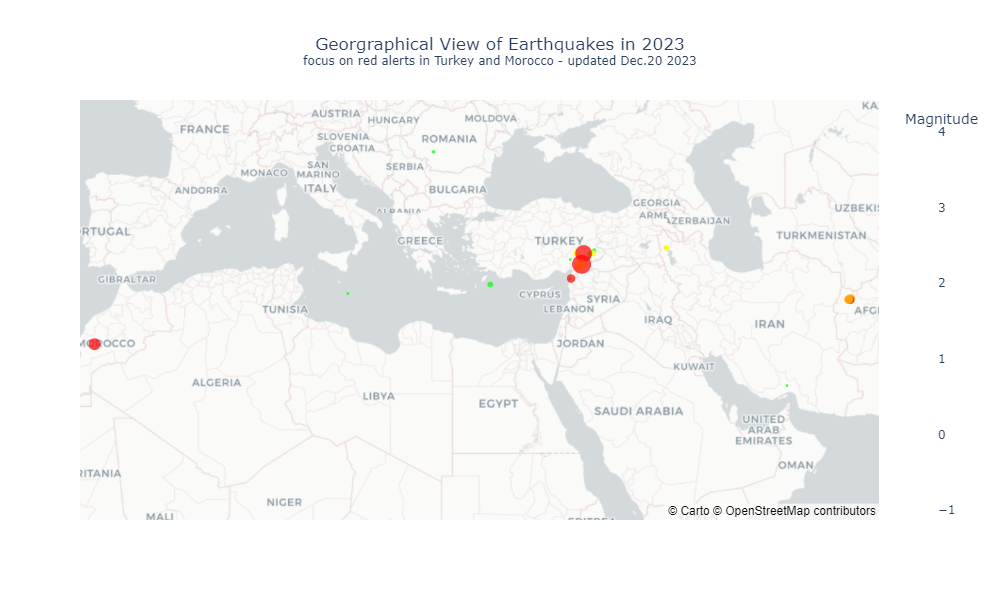 Georgraphical View of Earthquakes in 2023
focus on red alerts in Turkey and Morocco - updated Dec.20 2023
Magnitude
4
3
2
1
0
−1
KA
AUSTRIA
HUNGARY
MOLDOVA
FRANCE
SLOVENIA
ROMANIA
CROATIA
SAN
MARINO
SERBIA
MONACO
ITALY
ANDORRA
BULGARIA
GEORGIA
ALBANIA
ARME
AZERBAIJAN
UZBEKIS
RTUGAL
GREECE
TURKEY
TURKMENISTAN
GIBRALTAR
CYPRUS
SYRIA
TUNISIA
LEBANON
AFG
IRAQ
IRAN
MOROCCO
JORDAN
KUWAIT
ALGERIA
LIBYA
EGYPT
SAUDI ARABIA
UNITED
ARAB
EMIRATES
OMAN
RITANIA
NIGER
MALI
ERITREA
© Carto © OpenStreetMap contributors